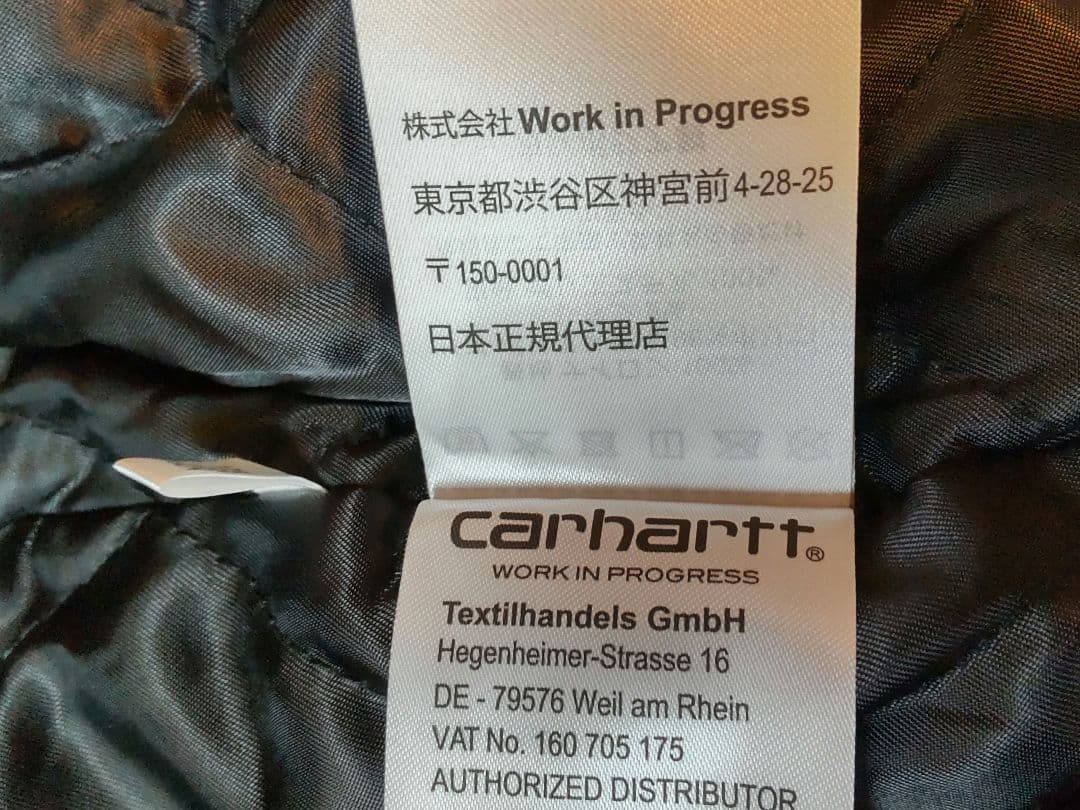 株式会社Work in Progress
東京都渋谷区神宮前4-28-25
〒150-0001
日本正規代理店
carhartt®
WORK IN PROGRESS
Textilhandels GmbH
Hegenheimer-Strasse 16
DE - 79576 Weil am Rhein
VAT No. 160 705 175
AUTHORIZED DISTRIBUTOR